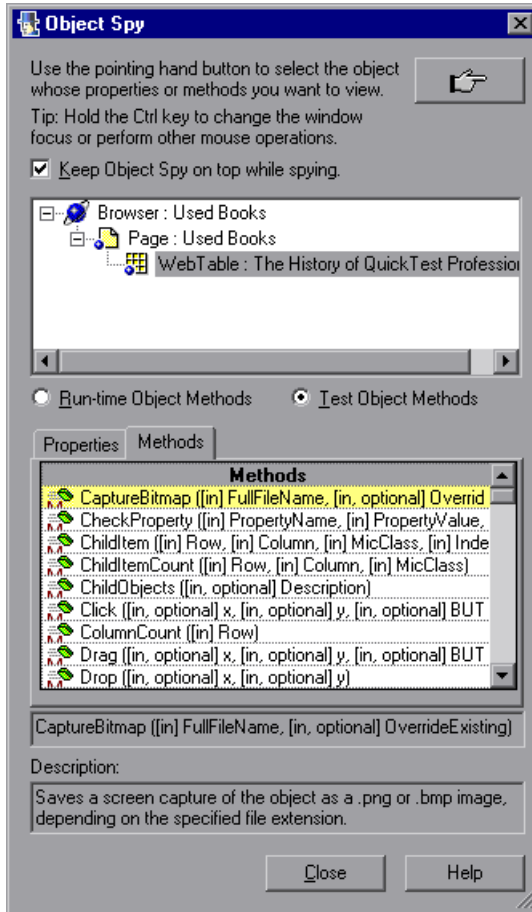 Object Spy
Use the pointing hand button to select the object
whose properties or methods you want to view.
Tip: Hold the Ctrl key to change the window
focus or perform other mouse operations.
Keep Object Spy on top while spying.
Browser : Used Books
Page : Used Books
WebTable : The History of QuickTest Profession
Run-time Object Methods
Test Object Methods
Properties
Methods
Methods
CaptureBitmap ([in] FullFileName, [in, optional] Overrid
CheckProperty ([in] PropertyName, [in] PropertyValue,
ChildItem ([in] Row, [in] Column, [in] MicClass, [in] Inde
ChildItemCount ([in] Row, [in] Column, [in] MicClass)
ChildObjects ([in, optional] Description)
Click ([in, optional] x, [in, optional] y, [in, optional] BUT
ColumnCount ([in] Row)
Drag ([in, optional] x, [in, optional] y, [in, optional] BUT
Drop ([in, optional] x, [in, optional] y)
CaptureBitmap ([in] FullFileName, [in, optional] OverrideExisting)
Description:
Saves a screen capture of the object as a .png or .bmp image,
depending on the specified file extension.
Close
Help